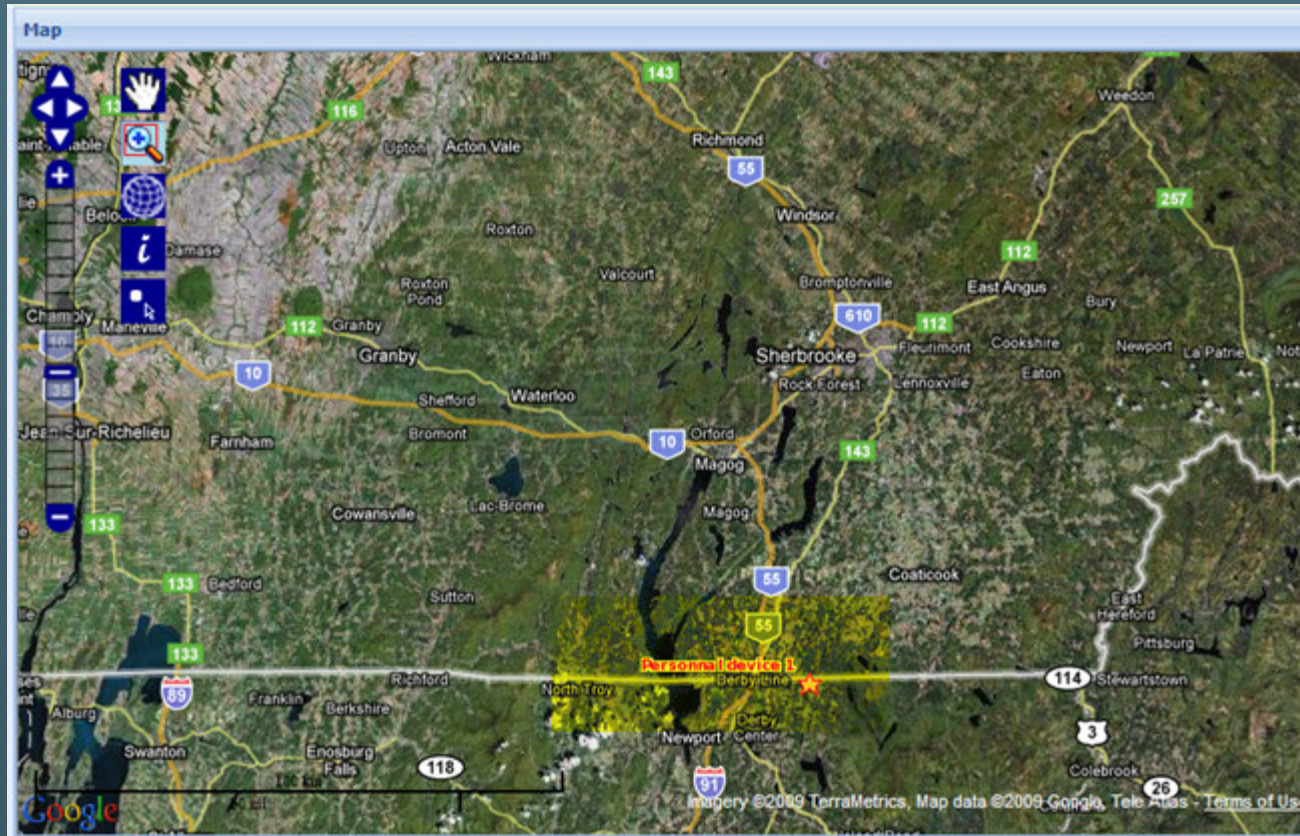 Map
Wickham
143
Weedon
116
Richmond
Upton
Acton Vale
55
257
Windsor
Roxton
112
Damase
Valcourt
Bromptonville
East Angus
Roxton
Pond
Bury
Chambly
Marieville
112
Granby
610
112
Granby
Sherbrooke
Fleurimont
Cookshire
Newport
La Patrie
10
Rock Forest
Lennoxville
Eaton
10
35
Shefford
Waterloo
Jean-Sur-Richelieu
Farnham
Bromont
10
Orford
Magog
143
Lac-Brome
Cowansville
Magog
133
133
Bedford
55
Coaticook
Sutton
East
Hereford
55
Pittsburg
133
Personnal device 1
Richford
North Troy
Derby Line
114
Stewartstown
89
Franklin
Berkshire
Alburg
Derby
Center
Newport
3
Swanton
Enosburg
Falls
118
91
Colebrook
26
Google
Imagery ©2009 TerraMetrics, Map data ©2009 Google, Tele Atlas - Terms of Us